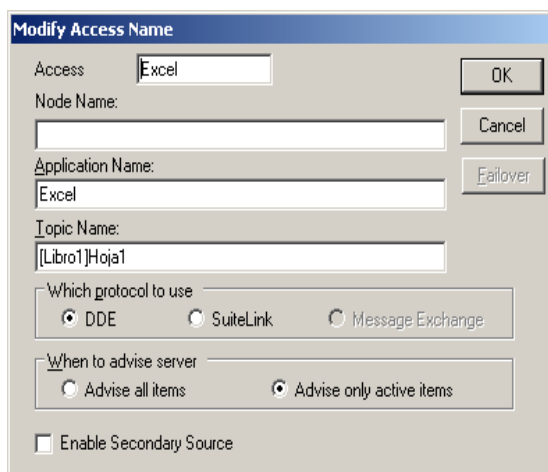 Modify Access Name
Access Excel OK
Node Name:
Cancel
Application Name:
Failover
Excel
Topic Name:
[Libro1]Hoja1
Which protocol to use
DDE SuiteLink Message Exchange
When to advise server
Advise all items Advise only active items
Enable Secondary Source